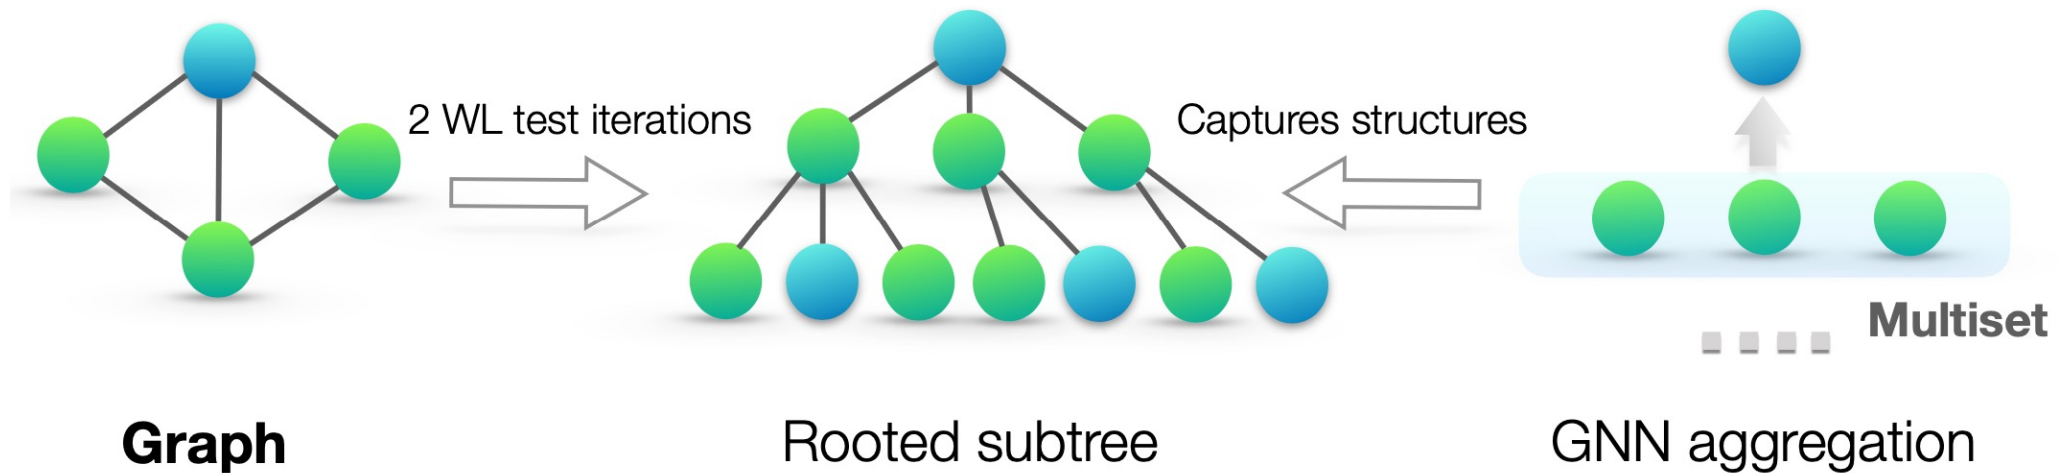 2 WL test iterations
Captures structures
Multiset
Graph
Rooted subtree
GNN aggregation